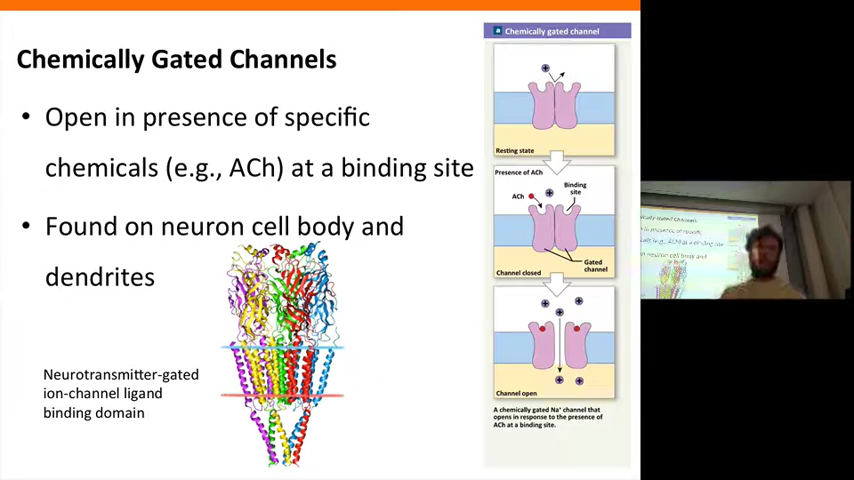 Chemically Gated Channels
• Open in presence of specific
chemicals (e.g., ACh) at a binding site
• Found on neuron cell body and
dendrites
Neurotransmitter-gated
ion-channel ligand
binding domain
a Chemically gated channel
Resting state
Presence of ACh
ACh
Binding
site
Gated
channel
Channel closed
Channel open
A chemically gated Na⁺ channel that
opens in response to the presence of
ACh at a binding site.